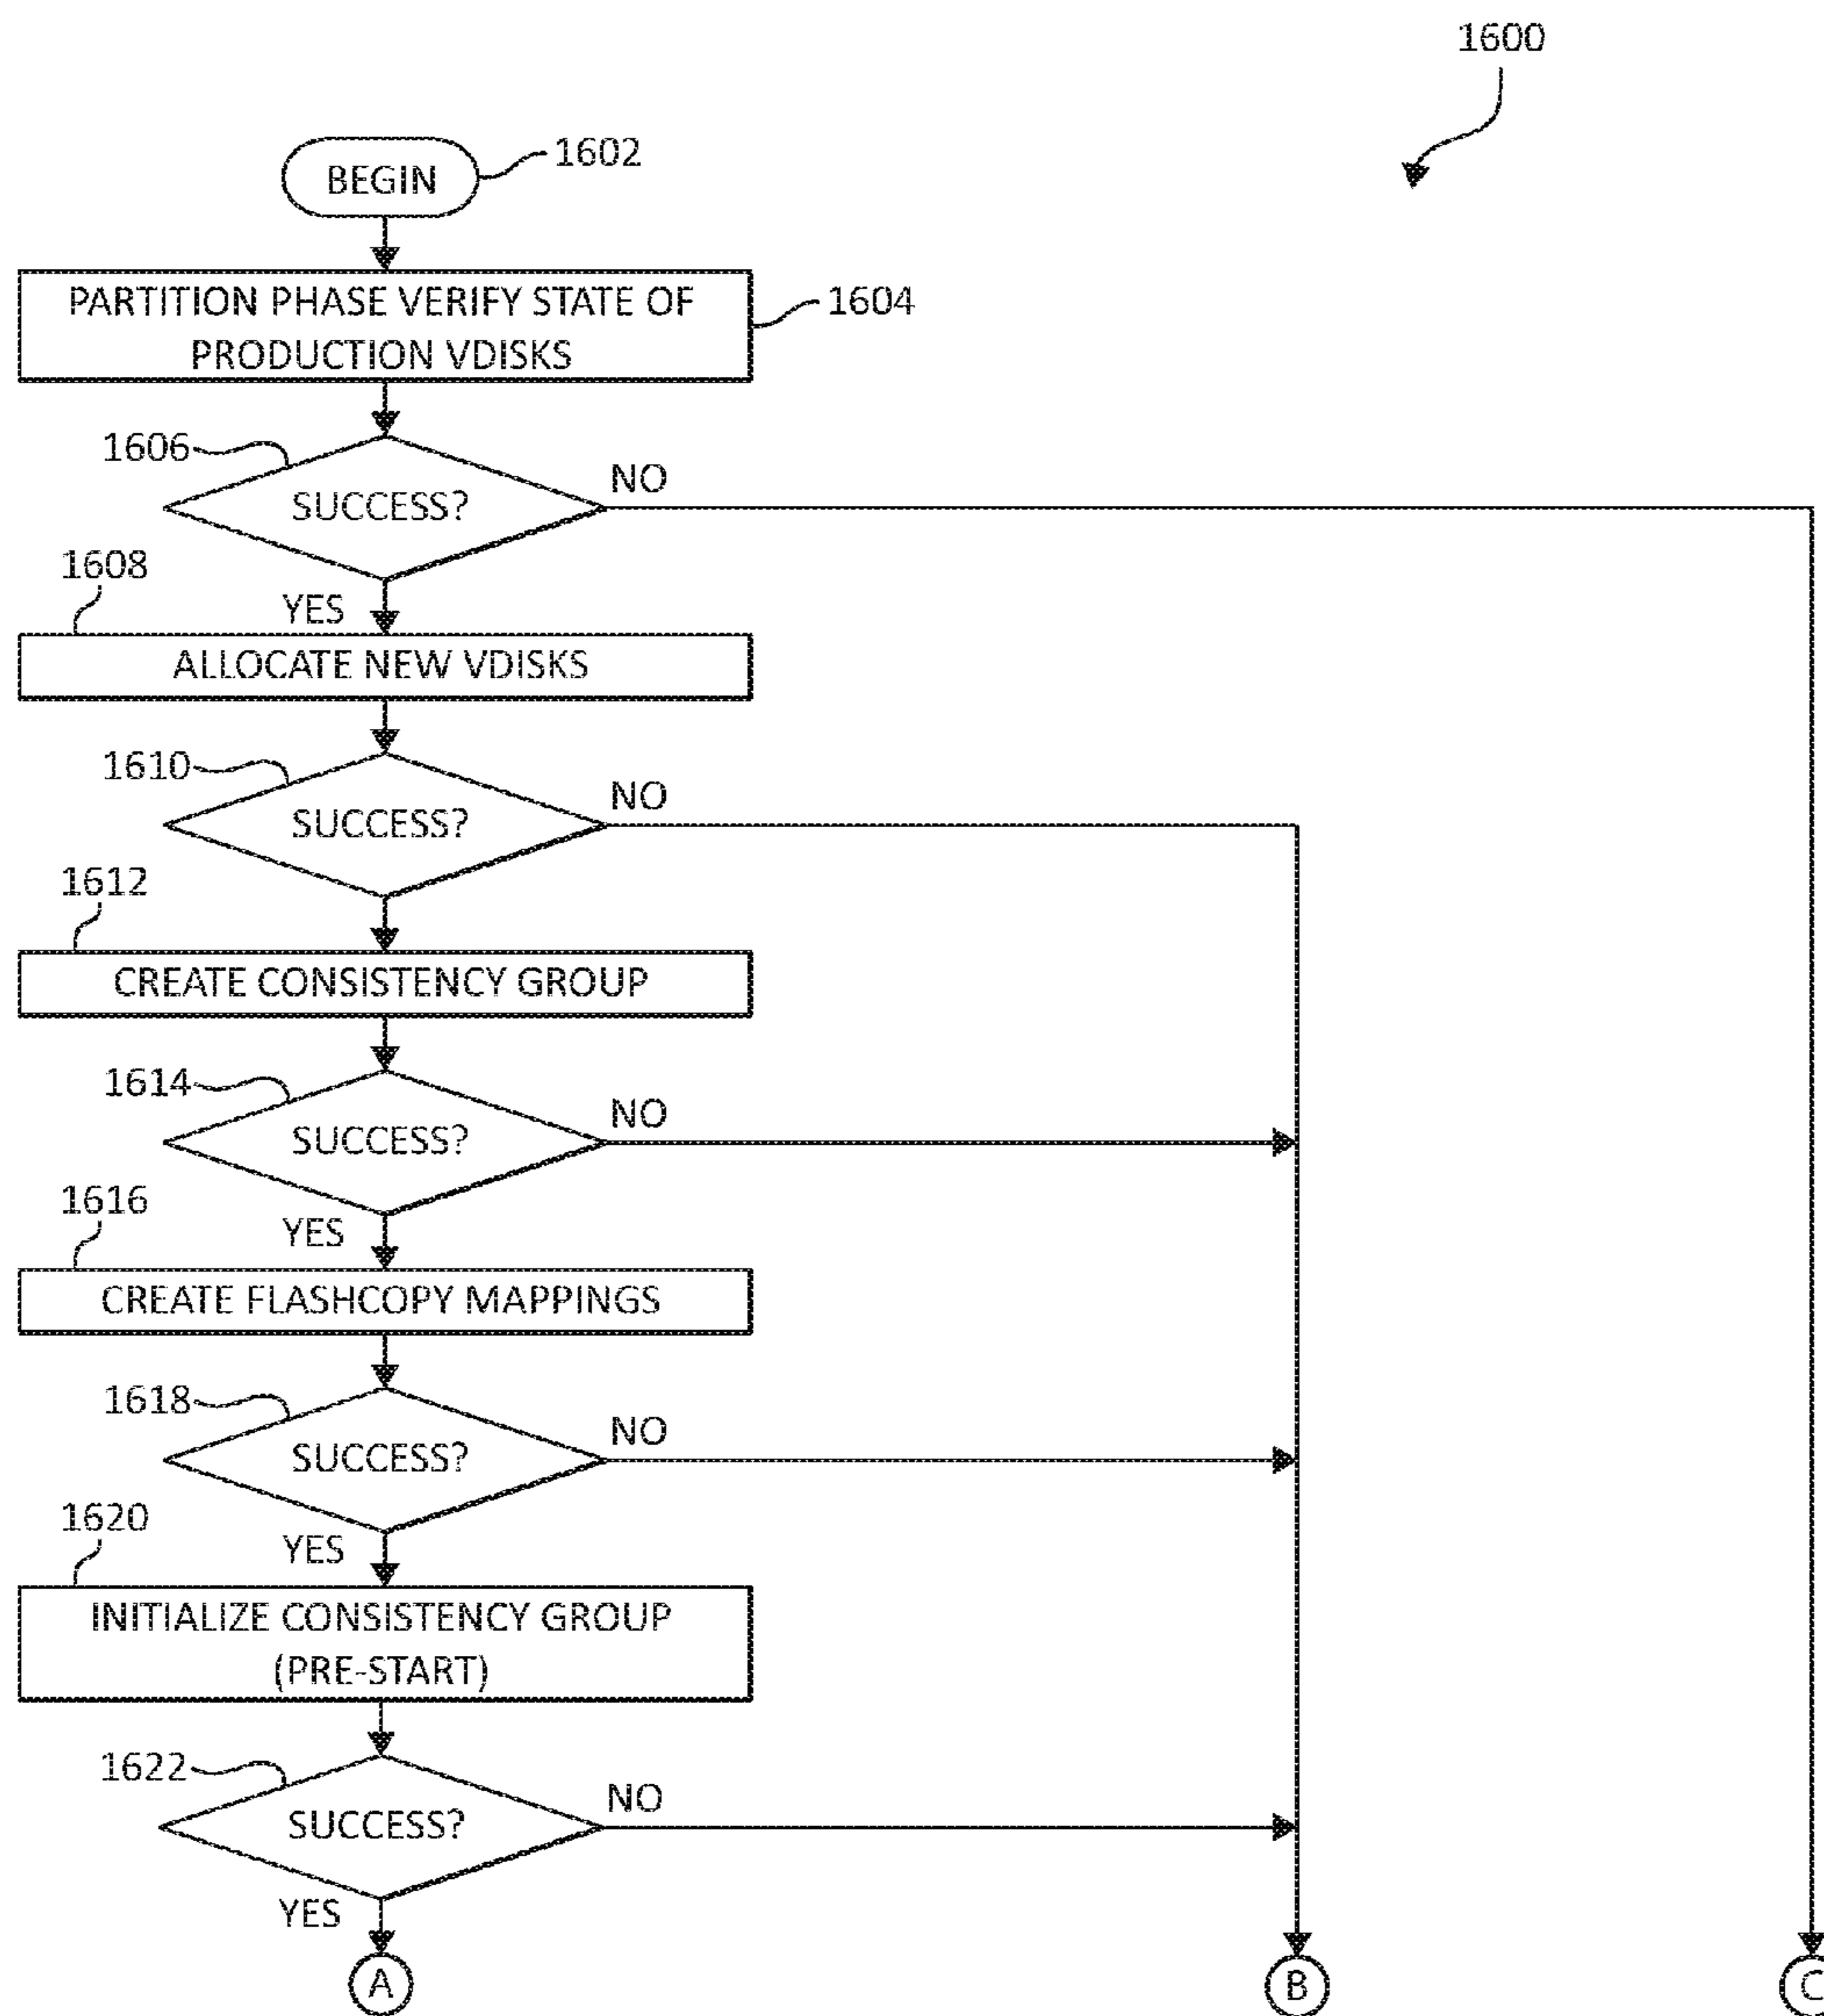 1600
BEGIN
1602
PARTITION PHASE VERIFY STATE OF
PRODUCTION VDISKS
1604
1606
SUCCESS?
NO
YES
1608
ALLOCATE NEW VDISKS
1610
SUCCESS?
NO
1612
CREATE CONSISTENCY GROUP
1614
SUCCESS?
NO
YES
1616
CREATE FLASHCOPY MAPPINGS
1618
SUCCESS?
NO
YES
1620
INITIALIZE CONSISTENCY GROUP
(PRE-START)
1622
SUCCESS?
NO
YES
A
B
C